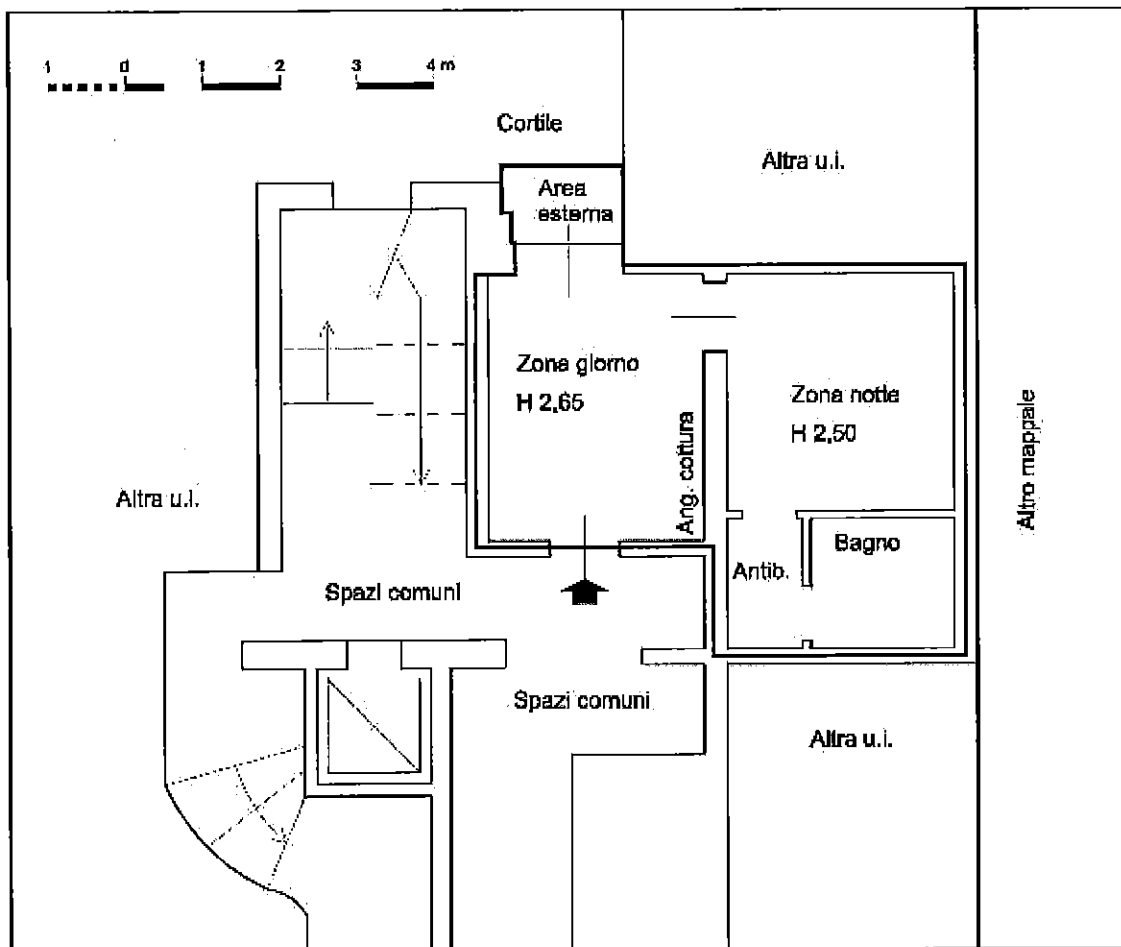 1 d 1 2 3 4 m
Cortile
Altra u.i.
Area
esterna
Zona giorno
H 2,65
Zona notte
H 2,50
Ang. cottura
Altro mappale
Altra u.i.
Bagno
Antib.
Spazi comuni
Spazi comuni
Altra u.i.